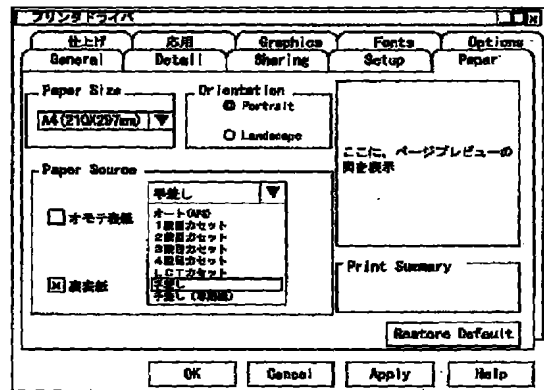 プリンタドライバ
仕上げ 応用 Graphics Fonts Options
General Detail Sharing Setup Paper
Paper Size
A4(210X297mm)
Orientation
Portrait
Landscape
ここに、ページプレビューの
図を表示
Paper Source
手差し
オモテ表紙
オート(APS)
1段目カセット
2段目カセット
3段目カセット
4段目カセット
LCTカセット
手差し
手差し (専用紙)
裏表紙
Print Summary
Restore Default
OK Cancel Apply Help